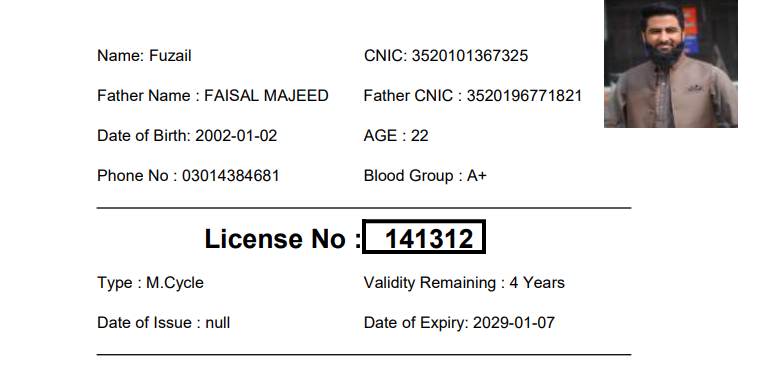 Name: Fuzail CNIC: 3520101367325
Father Name : FAISAL MAJEED Father CNIC : 3520196771821
Date of Birth: 2002-01-02 AGE : 22
Phone No : 03014384681 Blood Group : A+
License No : 141312
Type : M.Cycle Validity Remaining : 4 Years
Date of Issue : null Date of Expiry: 2029-01-07